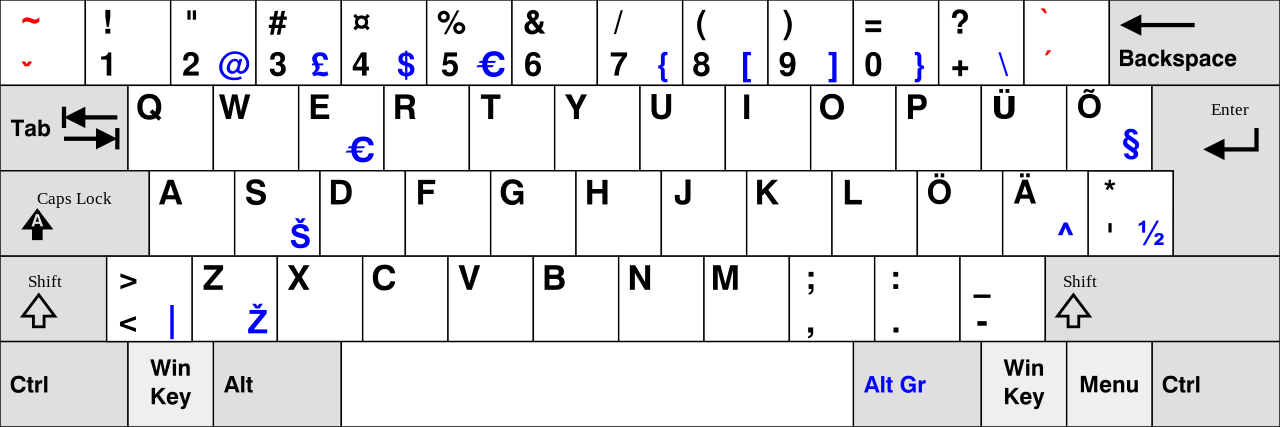 ~ ! " # ¤ % & / ( ) = ? `
ˇ 1 2 @ 3 £ 4 $ 5 € 6 7 { 8 [ 9 ] 0 } + \ ´ Backspace
Tab Q W E R T Y U I O P Ü Õ Enter
€ §
Caps Lock A S D F G H J K L Ö Ä *
A Š ^ ' ½
Shift > Z X C V B N M ; : _ Shift
< | Ž , . -
Ctrl Win Key Alt Alt Gr Win Key Menu Ctrl